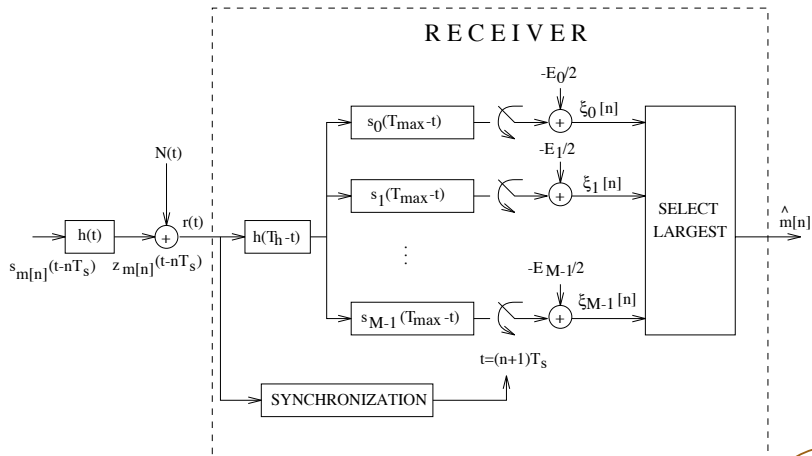 R E C E I V E R
-E0/2
s0(Tmax-t)
+
ξ0[n]
N(t)
-E1/2
s1(Tmax-t)
+
ξ1[n]
SELECT
LARGEST
m̂[n]
r(t)
h(t)
+
h(Th-t)
sm[n](t-nTs)
zm[n](t-nTs)
...
-EM-1/2
sM-1(Tmax-t)
+
ξM-1[n]
t=(n+1)Ts
SYNCHRONIZATION